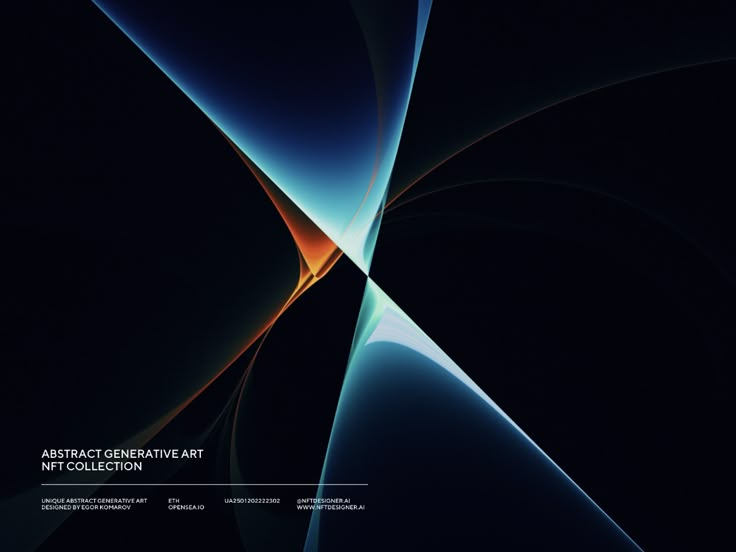 ABSTRACT GENERATIVE ART
NFT COLLECTION
UNIQUE ABSTRACT GENERATIVE ART
DESIGNED BY EGOR KOMAROV
ETH
OPENSEA.IO
UA2501202222302
@NFTDESIGNER.AI
WWW.NFTDESIGNER.AI